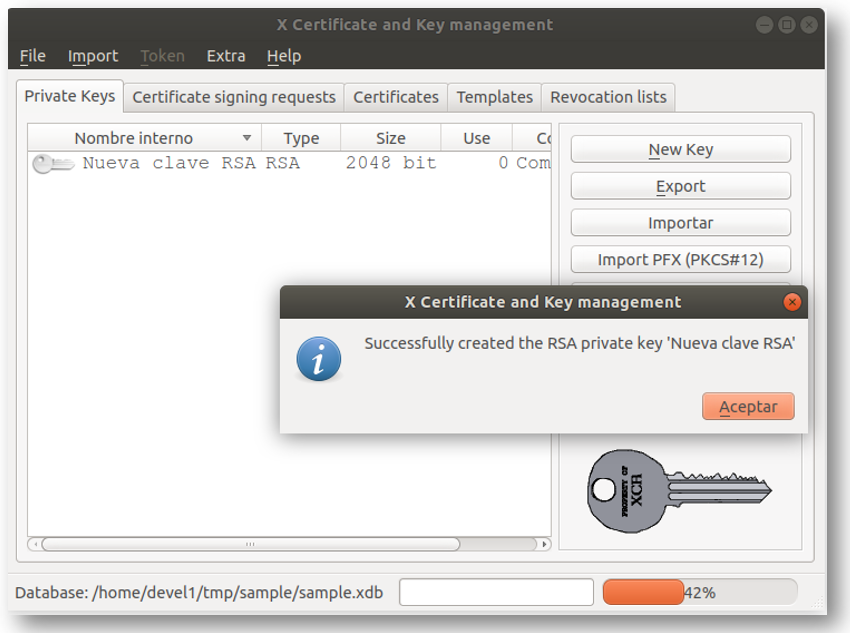 X Certificate and Key management
File Import Token Extra Help
Private Keys Certificate signing requests Certificates Templates Revocation lists
Nombre interno Type Size Use Co
Nueva clave RSA RSA 2048 bit 0 Com
New Key
Export
Importar
Import PFX (PKCS#12)
X Certificate and Key management
Successfully created the RSA private key 'Nueva clave RSA'
Aceptar
PROPERTY OF
XCA
Database: /home/devel1/tmp/sample/sample.xdb 42%